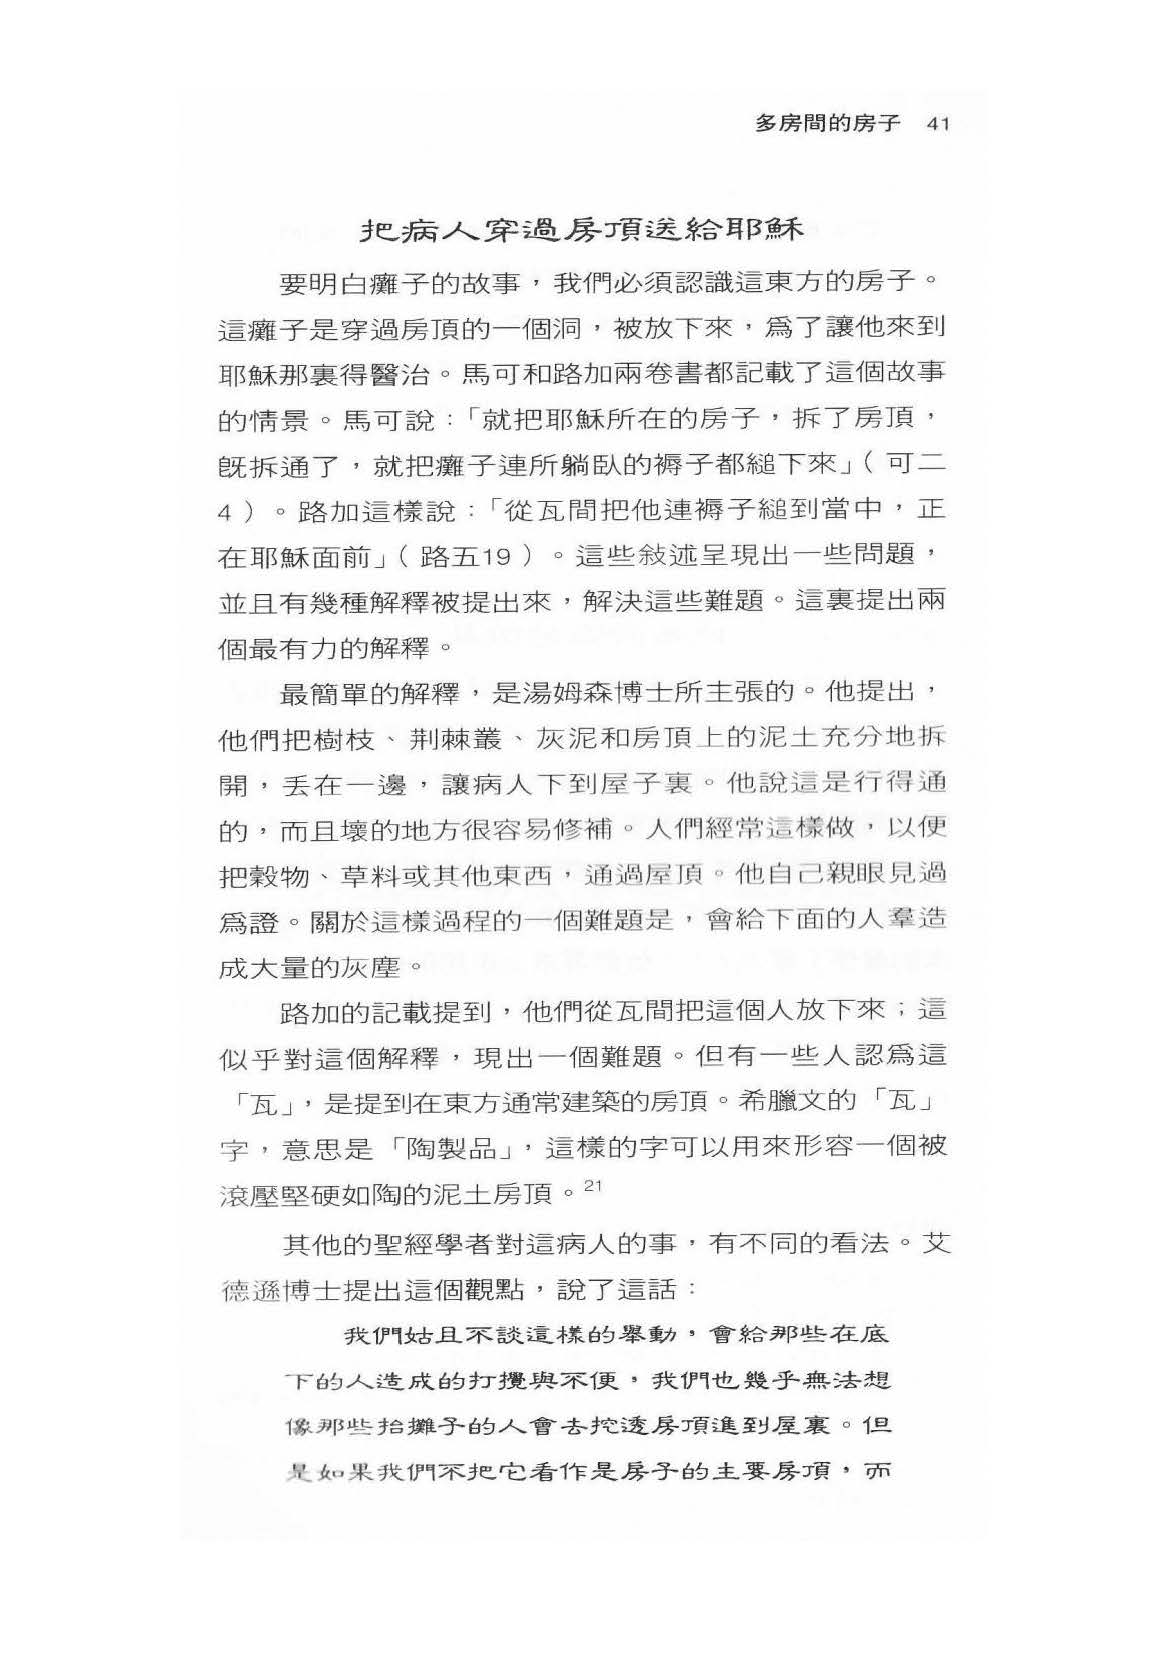 多房間的房子 41
把病人穿過房頂送給耶穌
要明白癱子的故事，我們必須認識這東方的房子。
這癱子是穿過房頂的一個洞，被放下來，爲了讓他來到
耶穌那裏得醫治。馬可和路加兩卷書都記載了這個故事
的情景。馬可說：「就把耶穌所在的房子，拆了房頂，
既拆通了，就把癱子連所躺臥的褥子都縋下來」（可二
4）。路加這樣說：「從瓦間把他連褥子縋到當中，正
在耶穌面前」（路五19）。這些敍述呈現出一些問題，
並且有幾種解釋被提出來，解決這些難題。這裏提出兩
個最有力的解釋。
最簡單的解釋，是湯姆森博士所主張的。他提出，
他們把樹枝、荆棘叢、灰泥和房頂上的泥土充分地拆
開，丟在一邊，讓病人下到屋子裏。他說這是行得通
的，而且壞的地方很容易修補。人們經常這樣做，以便
把穀物、草料或其他東西，通過屋頂。他自己親眼見過
爲證。關於這樣過程的一個難題是，會給下面的人羣造
成大量的灰塵。
路加的記載提到，他們從瓦間把這個人放下來；這
似乎對這個解釋，現出一個難題。但有一些人認爲這
「瓦」，是提到在東方通常建築的房頂。希臘文的「瓦」
字，意思是「陶製品」，這樣的字可以用來形容一個被
滾壓堅硬如陶的泥土房頂。21
其他的聖經學者對這病人的事，有不同的看法。艾
德遜博士提出這個觀點，說了這話：
我們姑且不談這樣的舉動，會給那些在底
下的人造成的打攪與不便，我們也幾乎無法想
像那些抬攤子的人會去挖透房頂進到屋裏。但
是如果我們不把它看作是房子的主要房頂，而